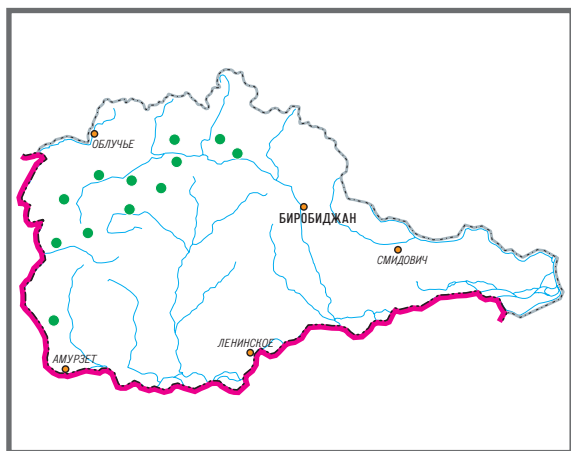 ОБЛУЧЬЕ
БИРОБИДЖАН
СМИДОВИЧ
ЛЕНИНСКОЕ
АМУРЗЕТ